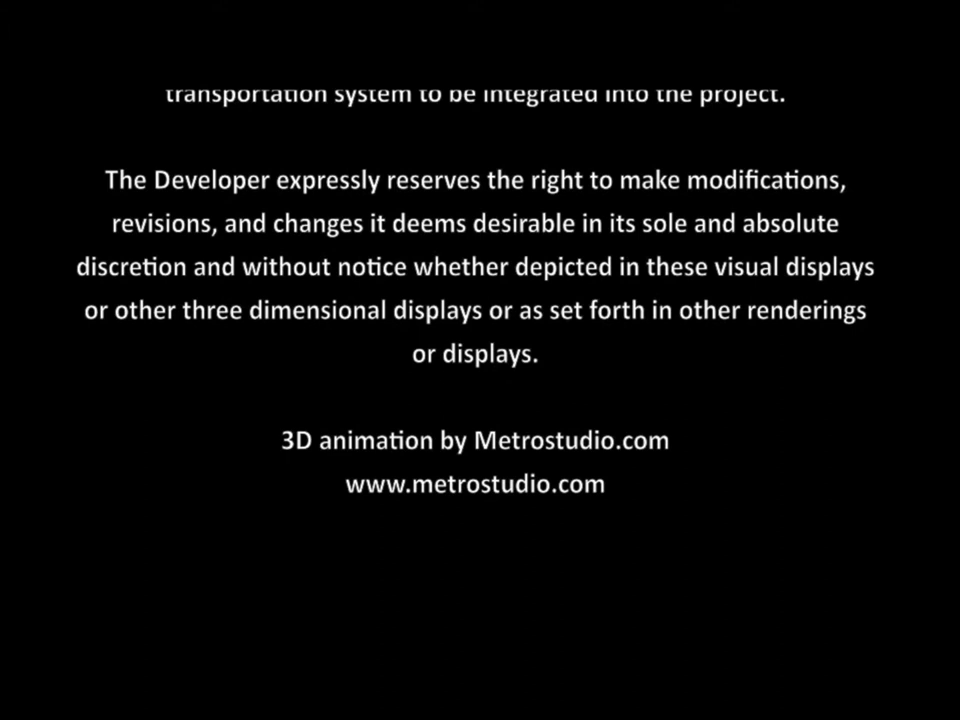 transportation system to be integrated into the project.
The Developer expressly reserves the right to make modifications,
revisions, and changes it deems desirable in its sole and absolute
discretion and without notice whether depicted in these visual displays
or other three dimensional displays or as set forth in other renderings
or displays.
3D animation by Metrostudio.com
www.metrostudio.com